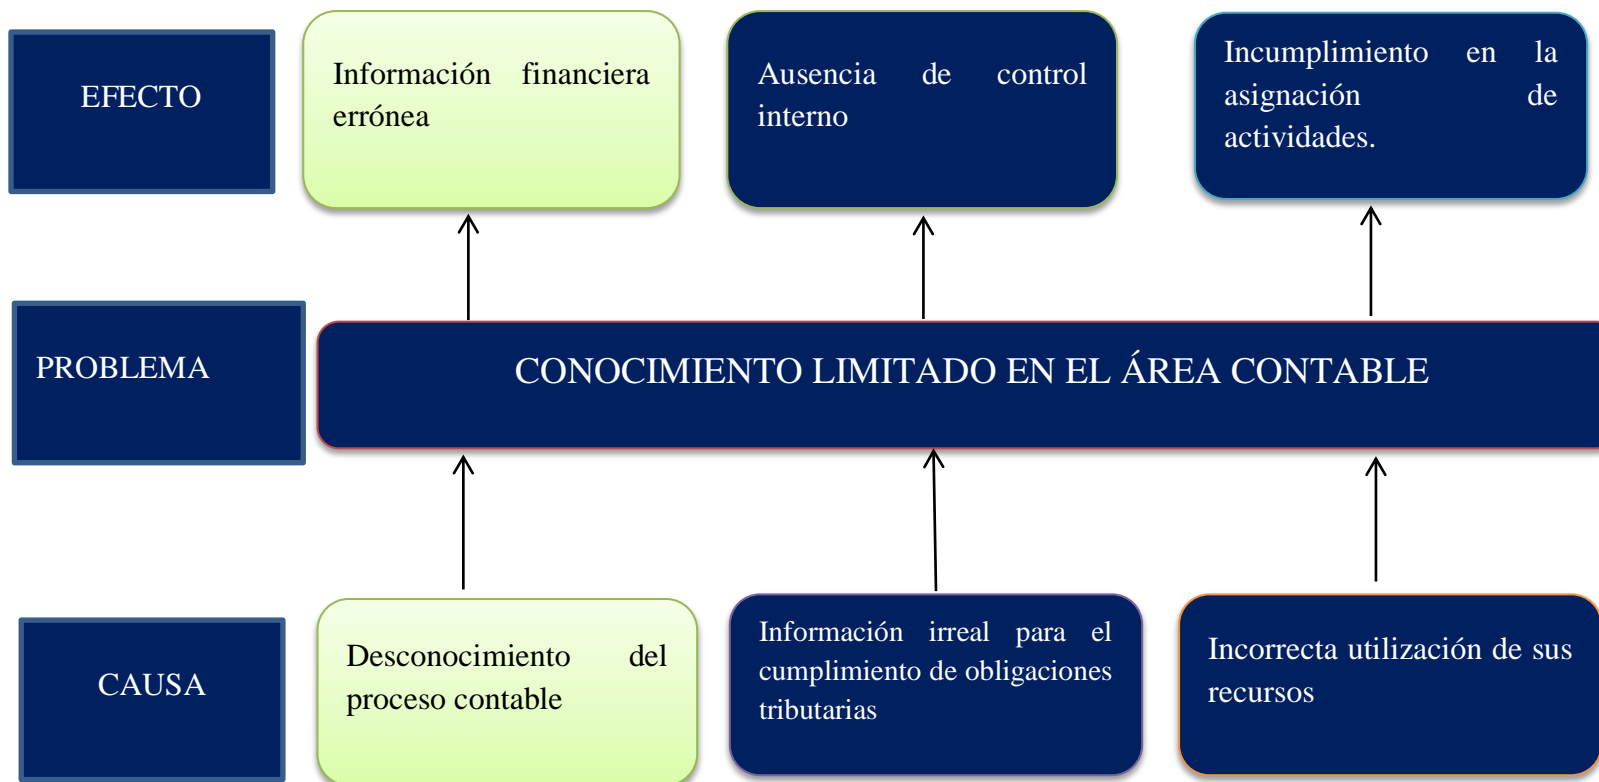 EFECTO
Información financiera
errónea
Ausencia de control
interno
Incumplimiento en la
asignación de
actividades.
PROBLEMA
CONOCIMIENTO LIMITADO EN EL ÁREA CONTABLE
CAUSA
Desconocimiento del
proceso contable
Información irreal para el
cumplimiento de obligaciones
tributarias
Incorrecta utilización de sus
recursos